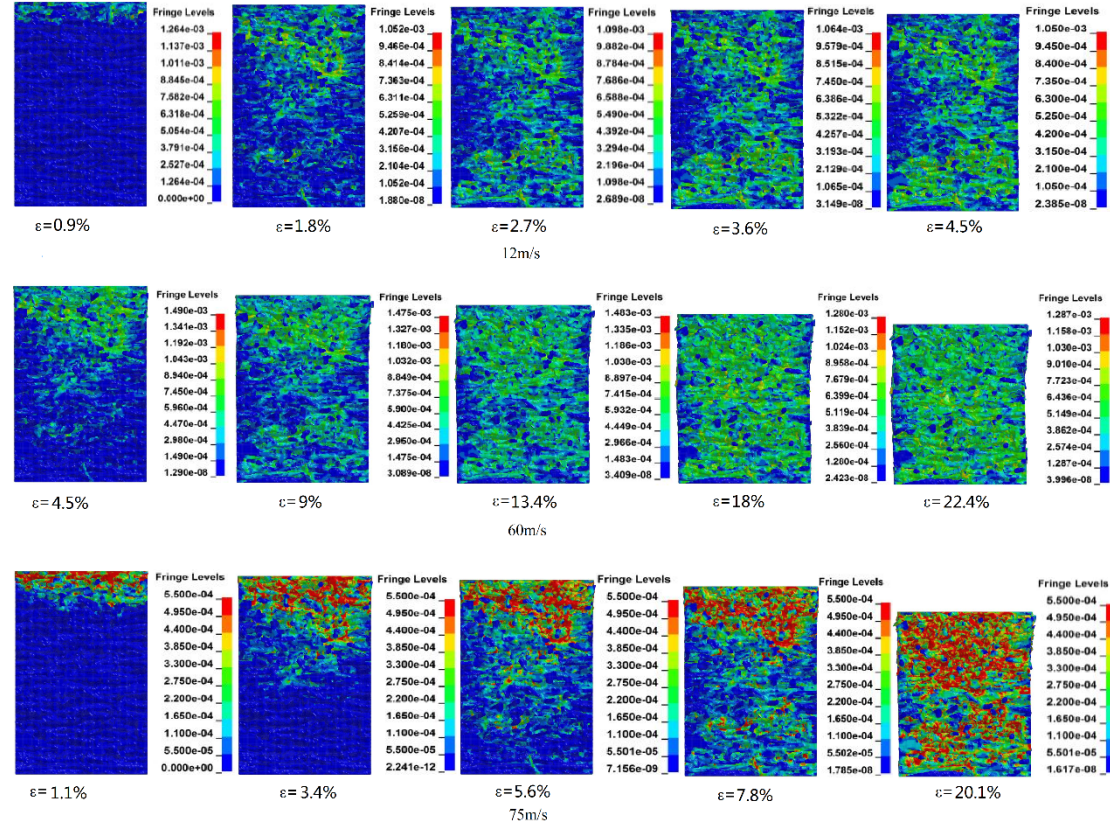 Fringe Levels
1.264e-03
1.137e-03
1.011e-03
8.845e-04
7.582e-04
6.318e-04
5.054e-04
3.791e-04
2.527e-04
1.264e-04
0.000e+00
ε=0.9%
Fringe Levels
1.052e-03
9.466e-04
8.414e-04
7.363e-04
6.311e-04
5.259e-04
4.207e-04
3.156e-04
2.104e-04
1.052e-04
1.880e-08
ε=1.8%
Fringe Levels
1.098e-03
9.882e-04
8.784e-04
7.686e-04
6.588e-04
5.490e-04
4.392e-04
3.294e-04
2.196e-04
1.098e-04
2.689e-08
ε=2.7%
Fringe Levels
1.064e-03
9.579e-04
8.515e-04
7.450e-04
6.386e-04
5.322e-04
4.257e-04
3.193e-04
2.129e-04
1.065e-04
3.149e-08
ε=3.6%
Fringe Levels
1.050e-03
9.450e-04
8.400e-04
7.350e-04
6.300e-04
5.250e-04
4.200e-04
3.150e-04
2.100e-04
1.050e-04
2.385e-08
ε=4.5%
12m/s
Fringe Levels
1.490e-03
1.341e-03
1.192e-03
1.043e-03
8.940e-04
7.450e-04
5.960e-04
4.470e-04
2.980e-04
1.490e-04
1.290e-08
ε=4.5%
Fringe Levels
1.475e-03
1.327e-03
1.180e-03
1.032e-03
8.849e-04
7.375e-04
5.900e-04
4.425e-04
2.950e-04
1.475e-04
3.089e-08
ε=9%
Fringe Levels
1.483e-03
1.335e-03
1.186e-03
1.038e-03
8.897e-04
7.415e-04
5.932e-04
4.449e-04
2.966e-04
1.483e-04
3.409e-08
ε=13.4%
Fringe Levels
1.280e-03
1.152e-03
1.024e-03
8.958e-04
7.679e-04
6.399e-04
5.119e-04
3.839e-04
2.560e-04
1.280e-04
2.423e-08
ε=18%
Fringe Levels
1.287e-03
1.158e-03
1.030e-03
9.010e-04
7.723e-04
6.436e-04
5.149e-04
3.862e-04
2.574e-04
1.287e-04
3.996e-08
ε=22.4%
60m/s
Fringe Levels
5.500e-04
4.950e-04
4.400e-04
3.850e-04
3.300e-04
2.750e-04
2.200e-04
1.650e-04
1.100e-04
5.500e-05
0.000e+00
ε=1.1%
Fringe Levels
5.500e-04
4.950e-04
4.400e-04
3.850e-04
3.300e-04
2.750e-04
2.200e-04
1.650e-04
1.100e-04
5.500e-05
2.241e-12
ε=3.4%
Fringe Levels
5.500e-04
4.950e-04
4.400e-04
3.850e-04
3.300e-04
2.750e-04
2.200e-04
1.650e-04
1.100e-04
5.501e-05
7.156e-09
ε=5.6%
Fringe Levels
5.500e-04
4.950e-04
4.400e-04
3.850e-04
3.300e-04
2.750e-04
2.200e-04
1.650e-04
1.100e-04
5.502e-05
1.785e-08
ε=7.8%
Fringe Levels
5.500e-04
4.950e-04
4.400e-04
3.850e-04
3.300e-04
2.750e-04
2.200e-04
1.650e-04
1.100e-04
5.501e-05
1.617e-08
ε=20.1%
75m/s